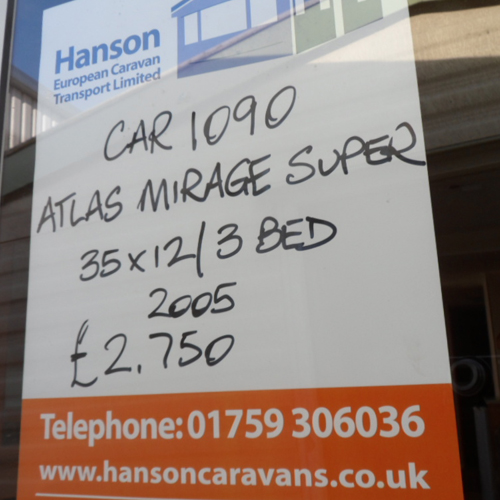 Hanson
European Caravan
Transport Limited
CAR 1090
ATLAS MIRAGE SUPER
35x12/3 BED
2005
£2.750
Telephone: 01759 306036
www.hansoncaravans.co.uk